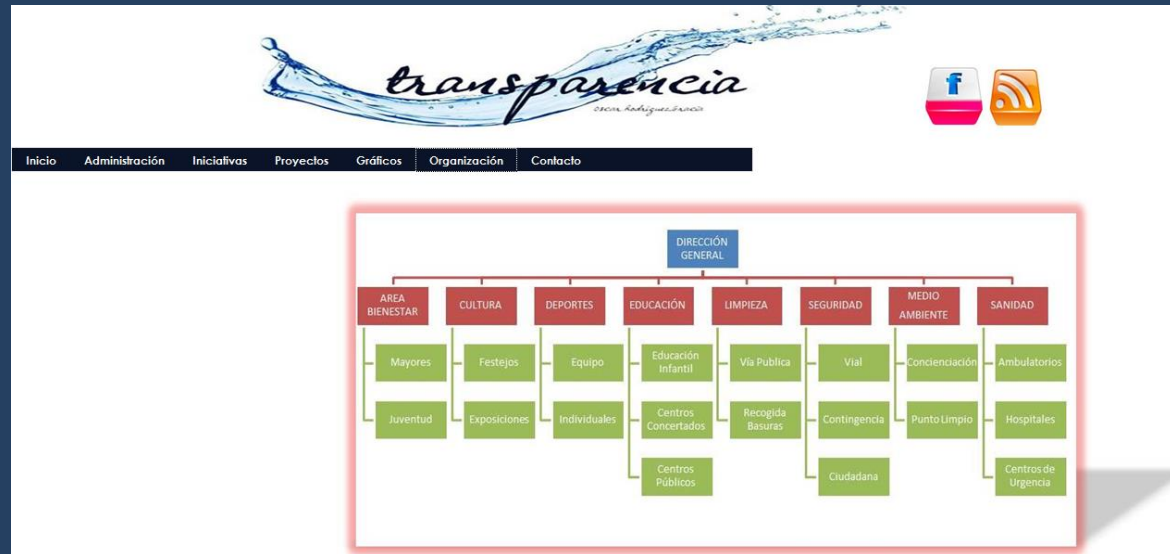 transparencia
f
Inicio Administración Iniciativas Proyectos Gráficos Organización Contacto
DIRECCIÓN
GENERAL
AREA
BIENESTAR
Mayores
Juventud
CULTURA
Festejos
Exposiciones
DEPORTES
Equipo
Individuales
EDUCACIÓN
Educación
Infantil
Centros
Concertados
Centros
Públicos
LIMPIEZA
Vía Publica
Recogida
Basuras
SEGURIDAD
Vial
Contingencia
Ciudadana
MEDIO
AMBIENTE
Concienciación
Punto Limpio
SANIDAD
Ambulatorios
Hospitales
Centros de
Urgencia